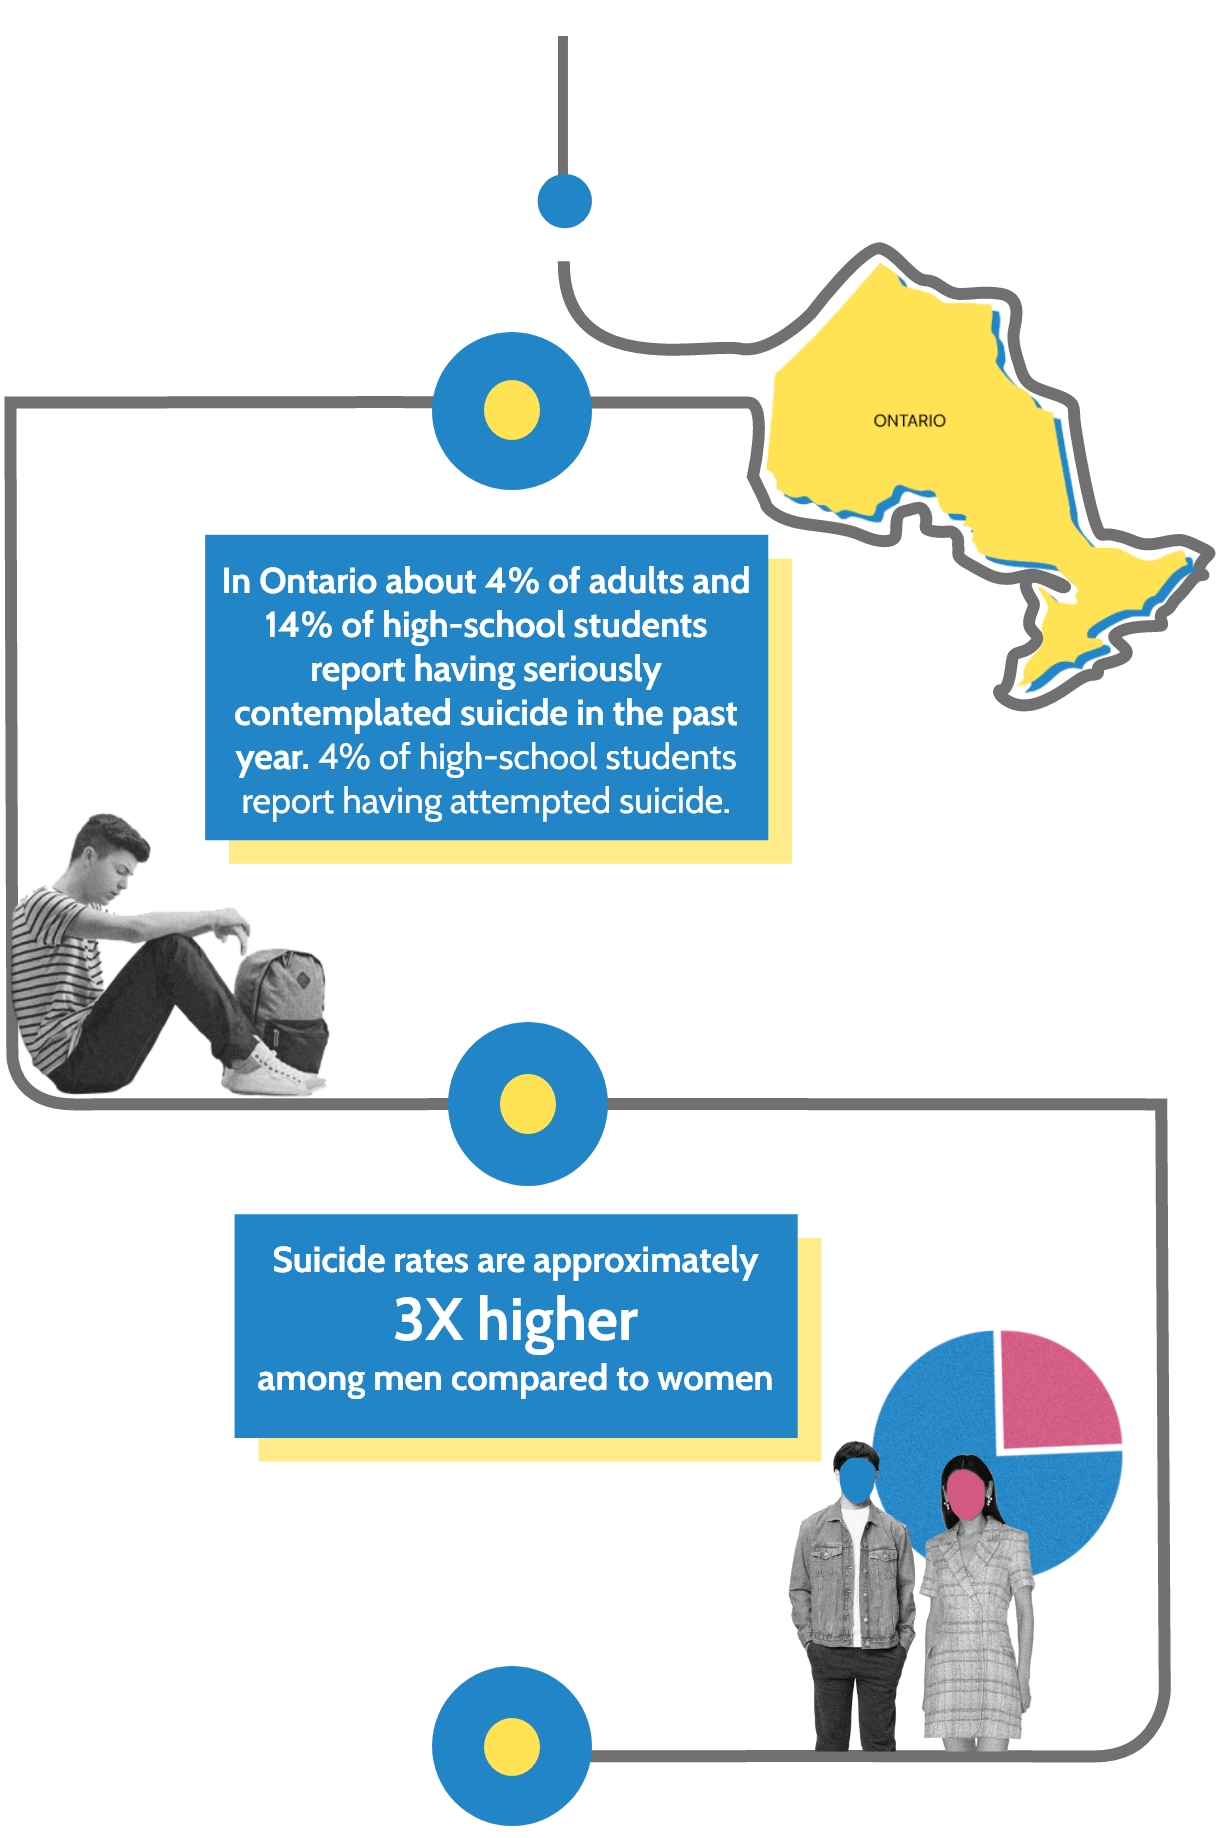 ONTARIO
In Ontario about 4% of adults and
14% of high-school students
report having seriously
contemplated suicide in the past
year. 4% of high-school students
report having attempted suicide.
Suicide rates are approximately
3X higher
among men compared to women